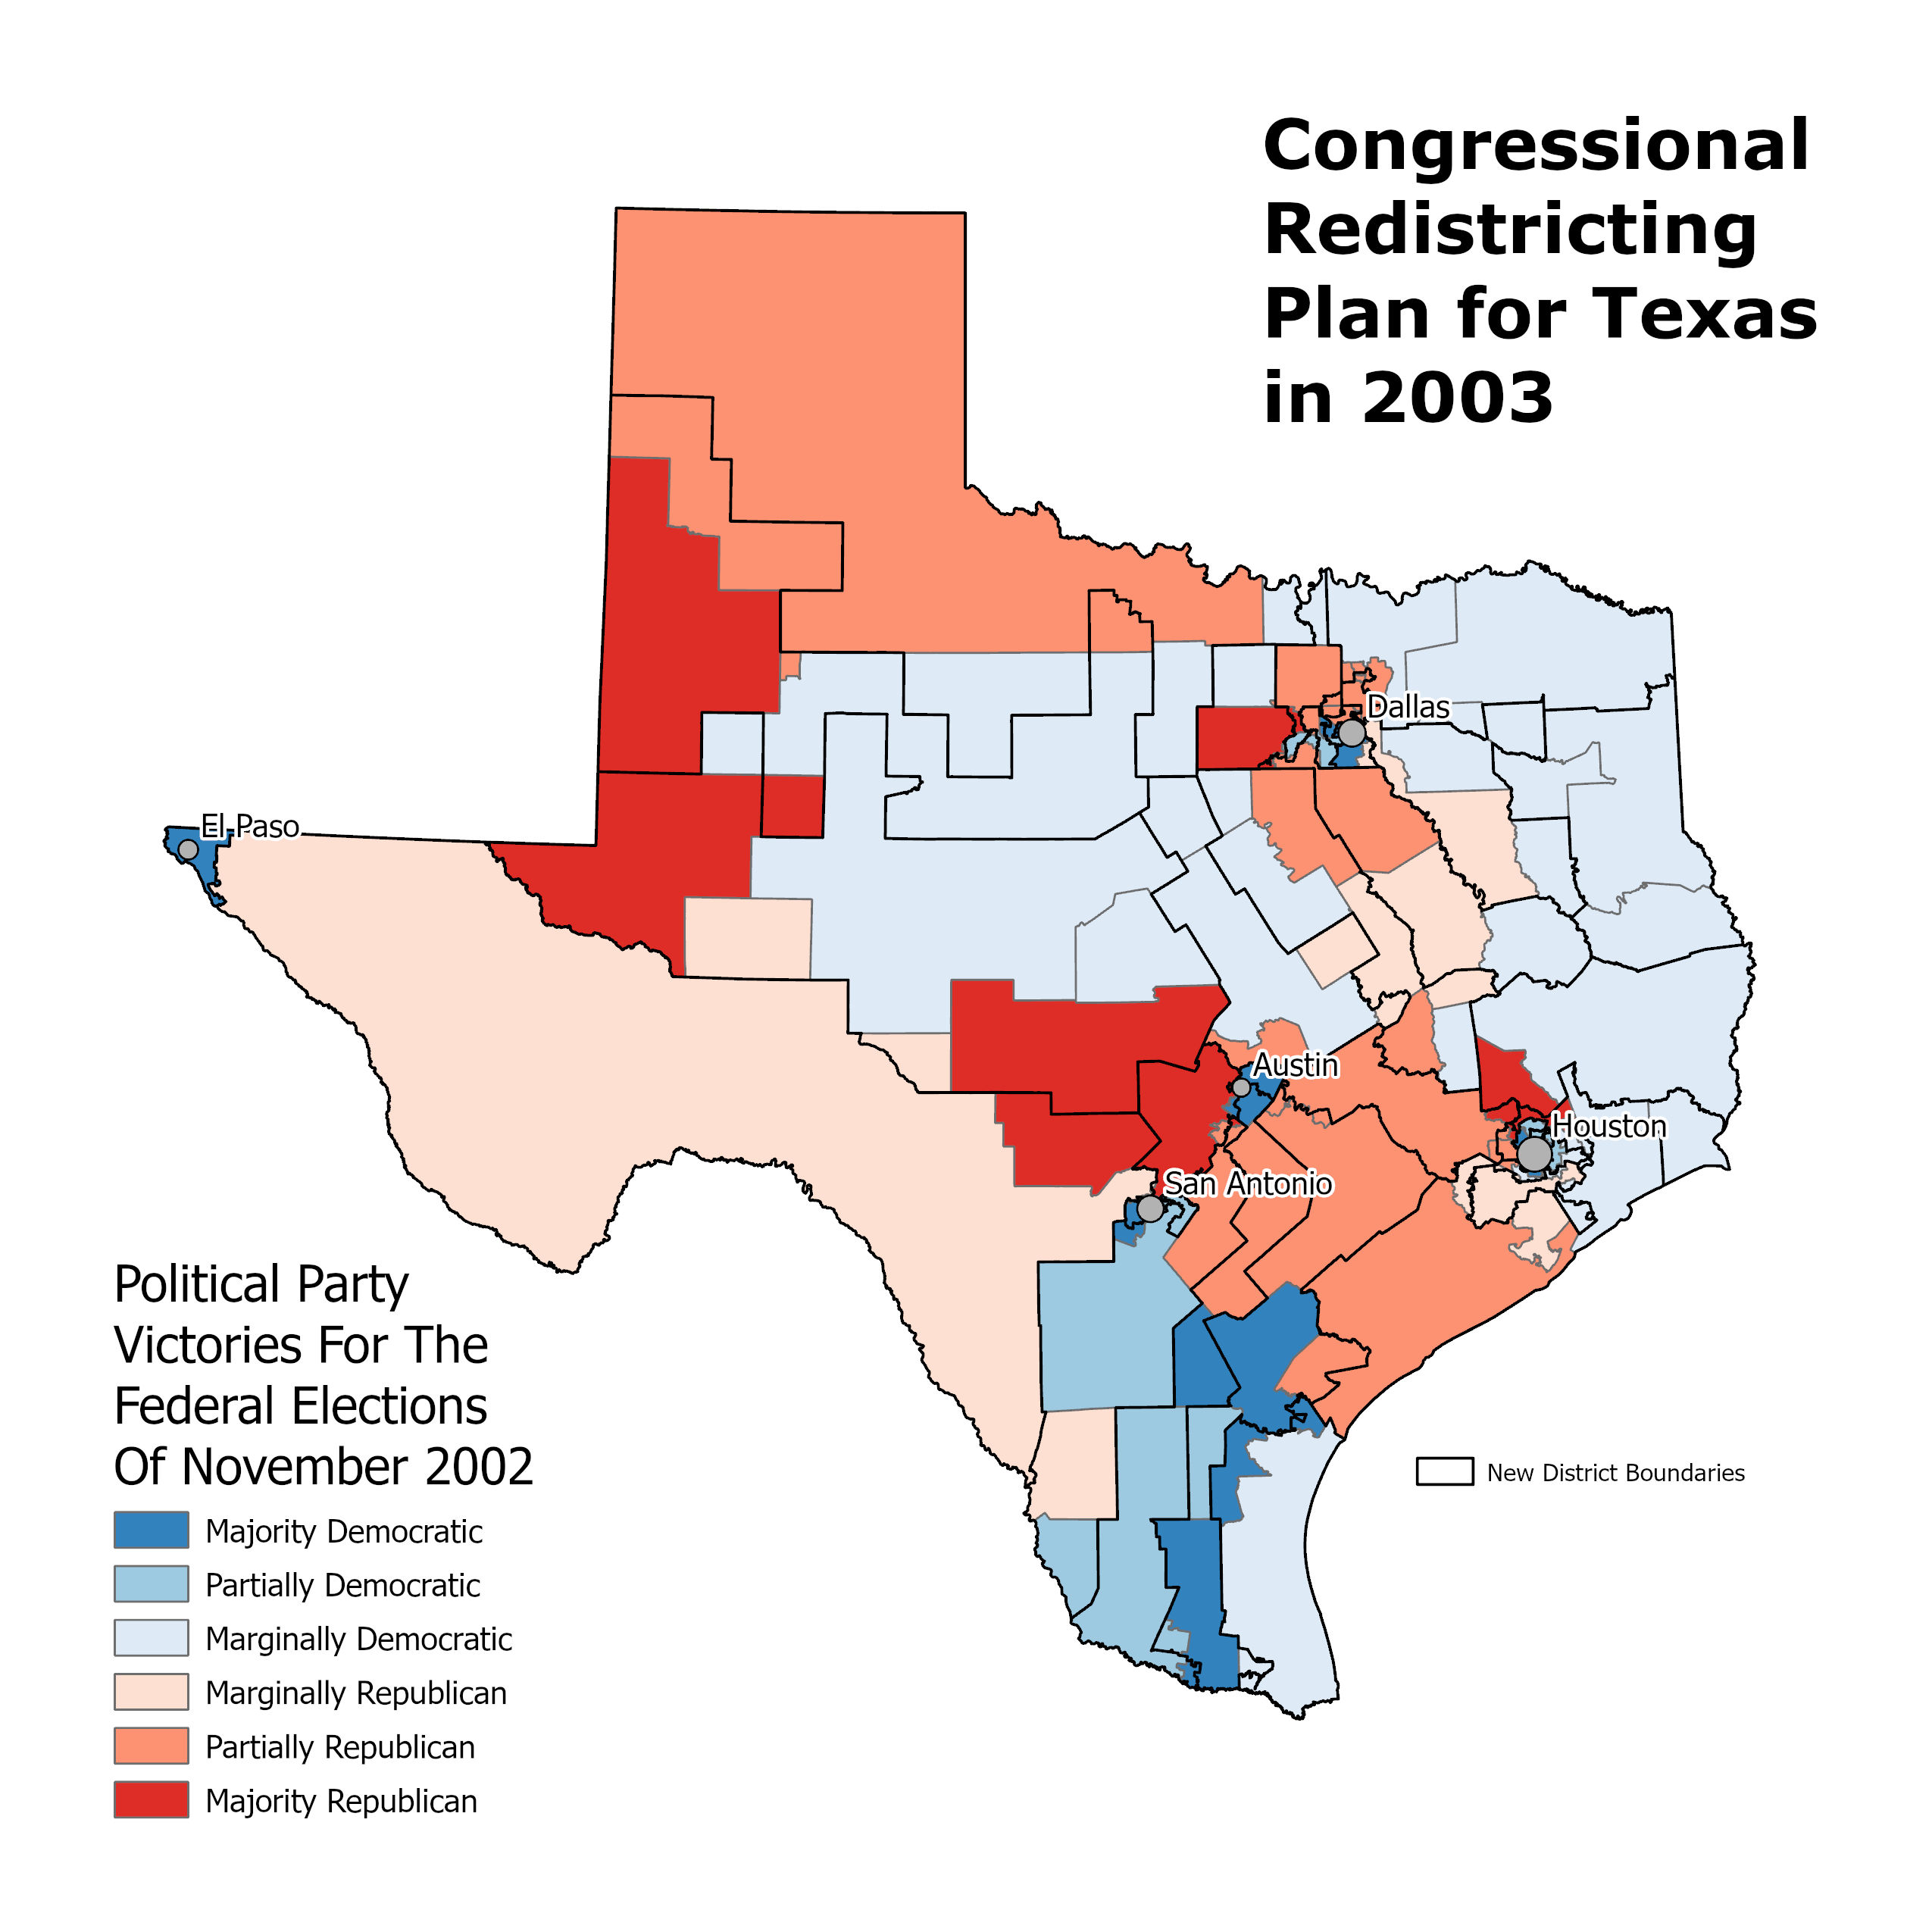 Congressional
Redistricting
Plan for Texas
in 2003
Dallas
El Paso
Austin
Houston
San Antonio
Political Party
Victories For The
Federal Elections
Of November 2002
New District Boundaries
Majority Democratic
Partially Democratic
Marginally Democratic
Marginally Republican
Partially Republican
Majority Republican